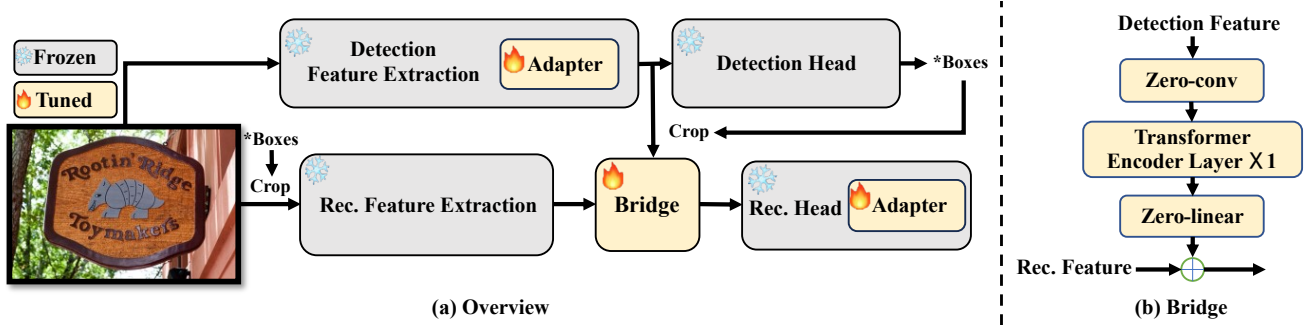 Frozen
Tuned
Detection
Feature Extraction
Adapter
Detection Head
*Boxes
Crop
*Boxes
Crop
Rootin' Ridge
Toymakers
Rec. Feature Extraction
Bridge
Rec. Head
Adapter
(a) Overview
Detection Feature
Zero-conv
Transformer
Encoder Layer X 1
Zero-linear
Rec. Feature
(b) Bridge